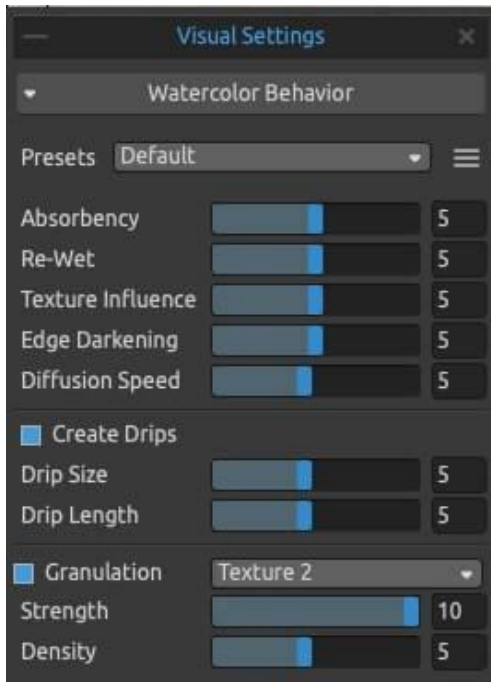 Visual Settings
Watercolor Behavior
Presets Default
Absorbency 5
Re-Wet 5
Texture Influence 5
Edge Darkening 5
Diffusion Speed 5
Create Drips
Drip Size 5
Drip Length 5
Granulation Texture 2
Strength 10
Density 5